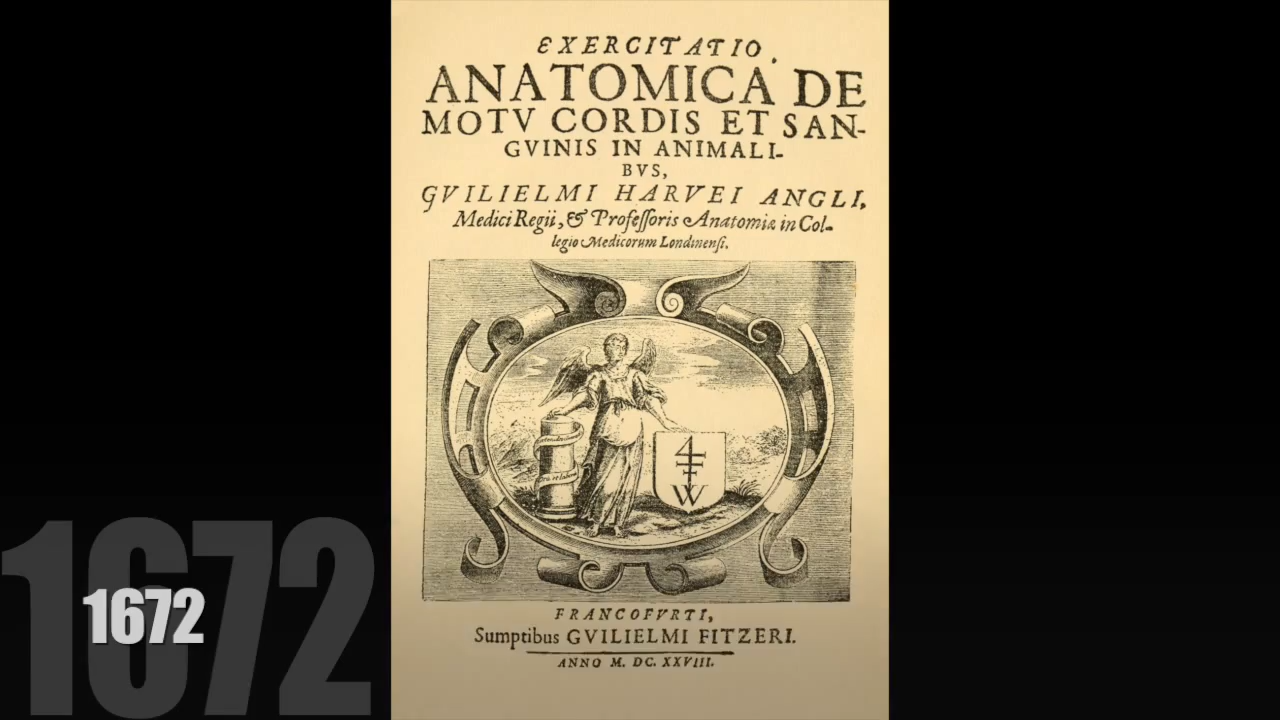 EXERCITATIO
ANATOMICA DE
MOTV CORDIS ET SAN-
GVINIS IN ANIMALI-
BVS,
GVILIELMI HARVEI ANGLI,
Medici Regii, & Professoris Anatomiæ in Col-
legio Medicorum Londinensi.
4
F
W
FRANCOFVRTI,
Sumptibus GVILIELMI FITZERI.
ANNO M. DC. XXVIII.
1672
1672